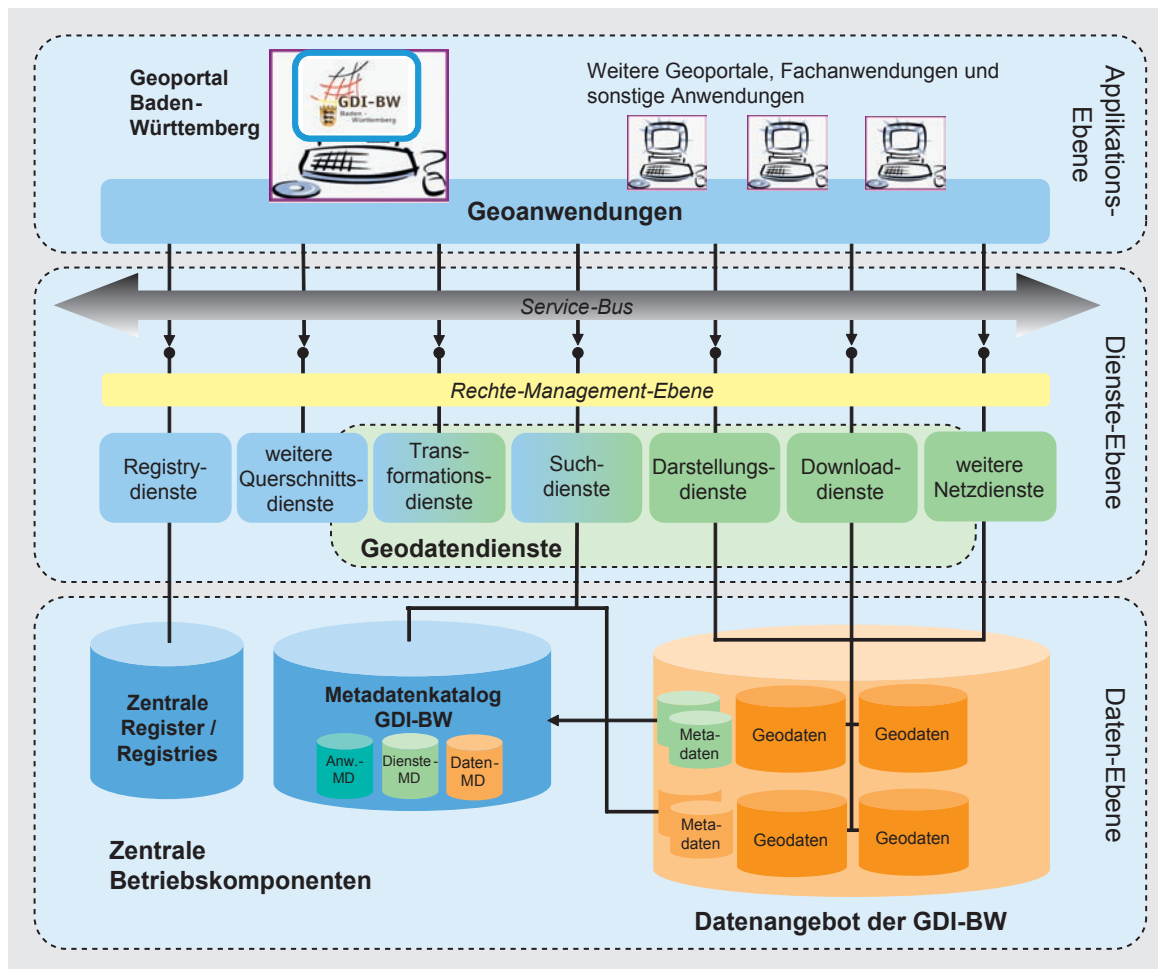 Geoportal
Baden-
Württemberg
GDI-BW
Baden-
Württemberg
Weitere Geoportale, Fachanwendungen und
sonstige Anwendungen
Applikations-
Ebene
Geoanwendungen
Service-Bus
Dienste-Ebene
Rechte-Management-Ebene
Registry-
dienste
weitere
Querschnitts-
dienste
Trans-
formations-
dienste
Such-
dienste
Darstellungs-
dienste
Download-
dienste
weitere
Netzdienste
Geodatendienste
Zentrale
Register /
Registries
Metadatenkatalog
GDI-BW
Anw.-
MD
Dienste-
MD
Daten-
MD
Meta-
daten
Geodaten
Geodaten
Meta-
daten
Geodaten
Geodaten
Daten-Ebene
Zentrale
Betriebskomponenten
Datenangebot der GDI-BW